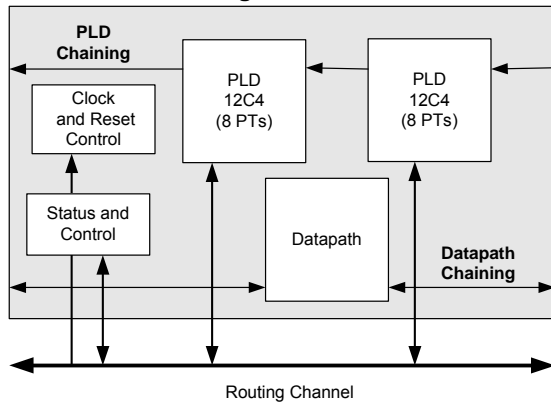 PLD
Chaining
PLD
12C4
(8 PTs)
PLD
12C4
(8 PTs)
Clock
and Reset
Control
Status and
Control
Datapath
Datapath
Chaining
Routing Channel